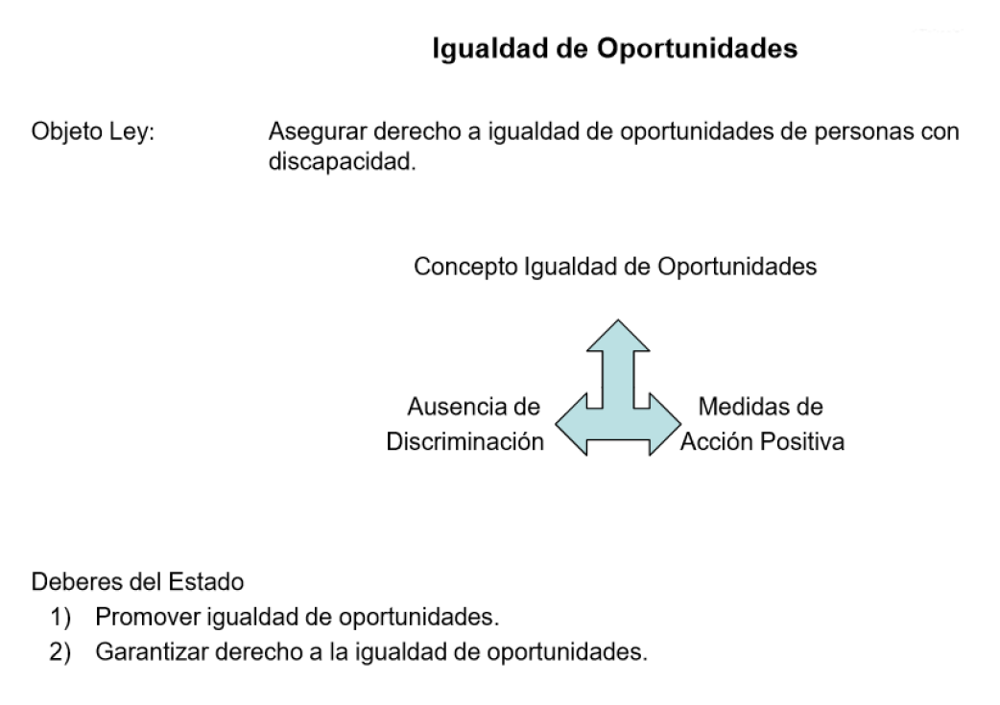 Igualdad de Oportunidades
Objeto Ley: Asegurar derecho a igualdad de oportunidades de personas con
discapacidad.
Concepto Igualdad de Oportunidades
Ausencia de Medidas de
Discriminación Acción Positiva
Deberes del Estado
1) Promover igualdad de oportunidades.
2) Garantizar derecho a la igualdad de oportunidades.